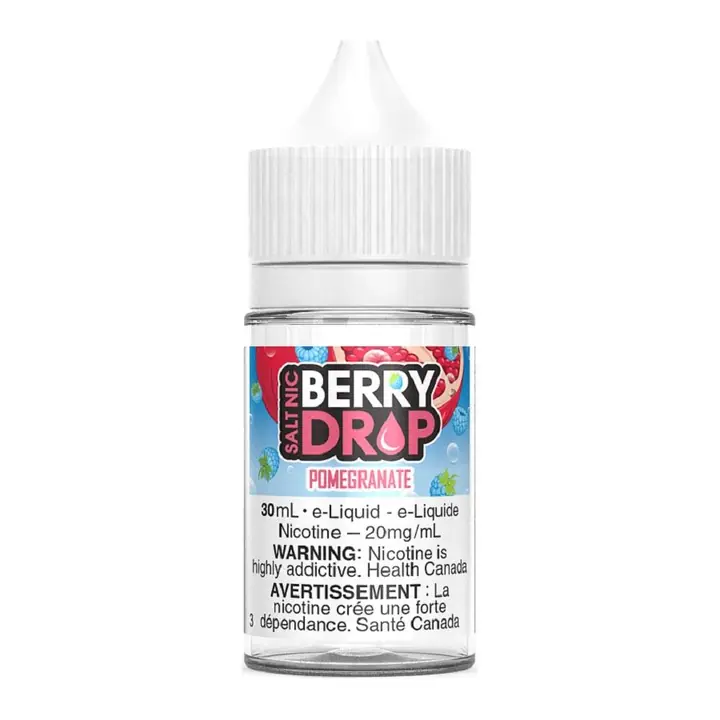 SALT NIC
BERRY
DROP
POMEGRANATE
30mL • e-Liquid - e-Liquide
Nicotine — 20mg/mL
WARNING: Nicotine is
highly addictive. Health Canada
AVERTISSEMENT : La
nicotine crée une forte
3 dépendance. Santé Canada